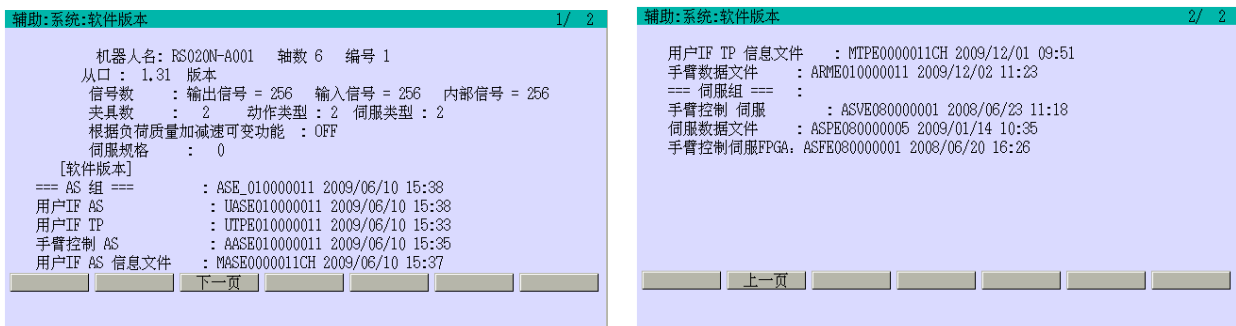 辅助:系统:软件版本 1/ 2
机器人名: RS020N-A001 轴数 6 编号 1
从口 : 1.31 版本
信号数 : 输出信号 = 256 输入信号 = 256 内部信号 = 256
夹具数 : 2 动作类型 : 2 伺服类型 : 2
根据负荷质量加减速可变功能 : OFF
伺服规格 : 0
[软件版本]
=== AS 组 === : ASE_010000011 2009/06/10 15:38
用户IF AS : UASE010000011 2009/06/10 15:38
用户IF TP : UTPE010000011 2009/06/10 15:33
手臂控制 AS : AASE010000011 2009/06/10 15:35
用户IF AS 信息文件 : MASE0000011CH 2009/06/10 15:37
下一页
辅助:系统:软件版本 2/ 2
用户IF TP 信息文件 : MTPE0000011CH 2009/12/01 09:51
手臂数据文件 : ARME010000011 2009/12/02 11:23
=== 伺服组 === :
手臂控制 伺服 : ASVE080000001 2008/06/23 11:18
伺服数据文件 : ASPE080000005 2009/01/14 10:35
手臂控制伺服FPGA: ASFE080000001 2008/06/20 16:26
上一页